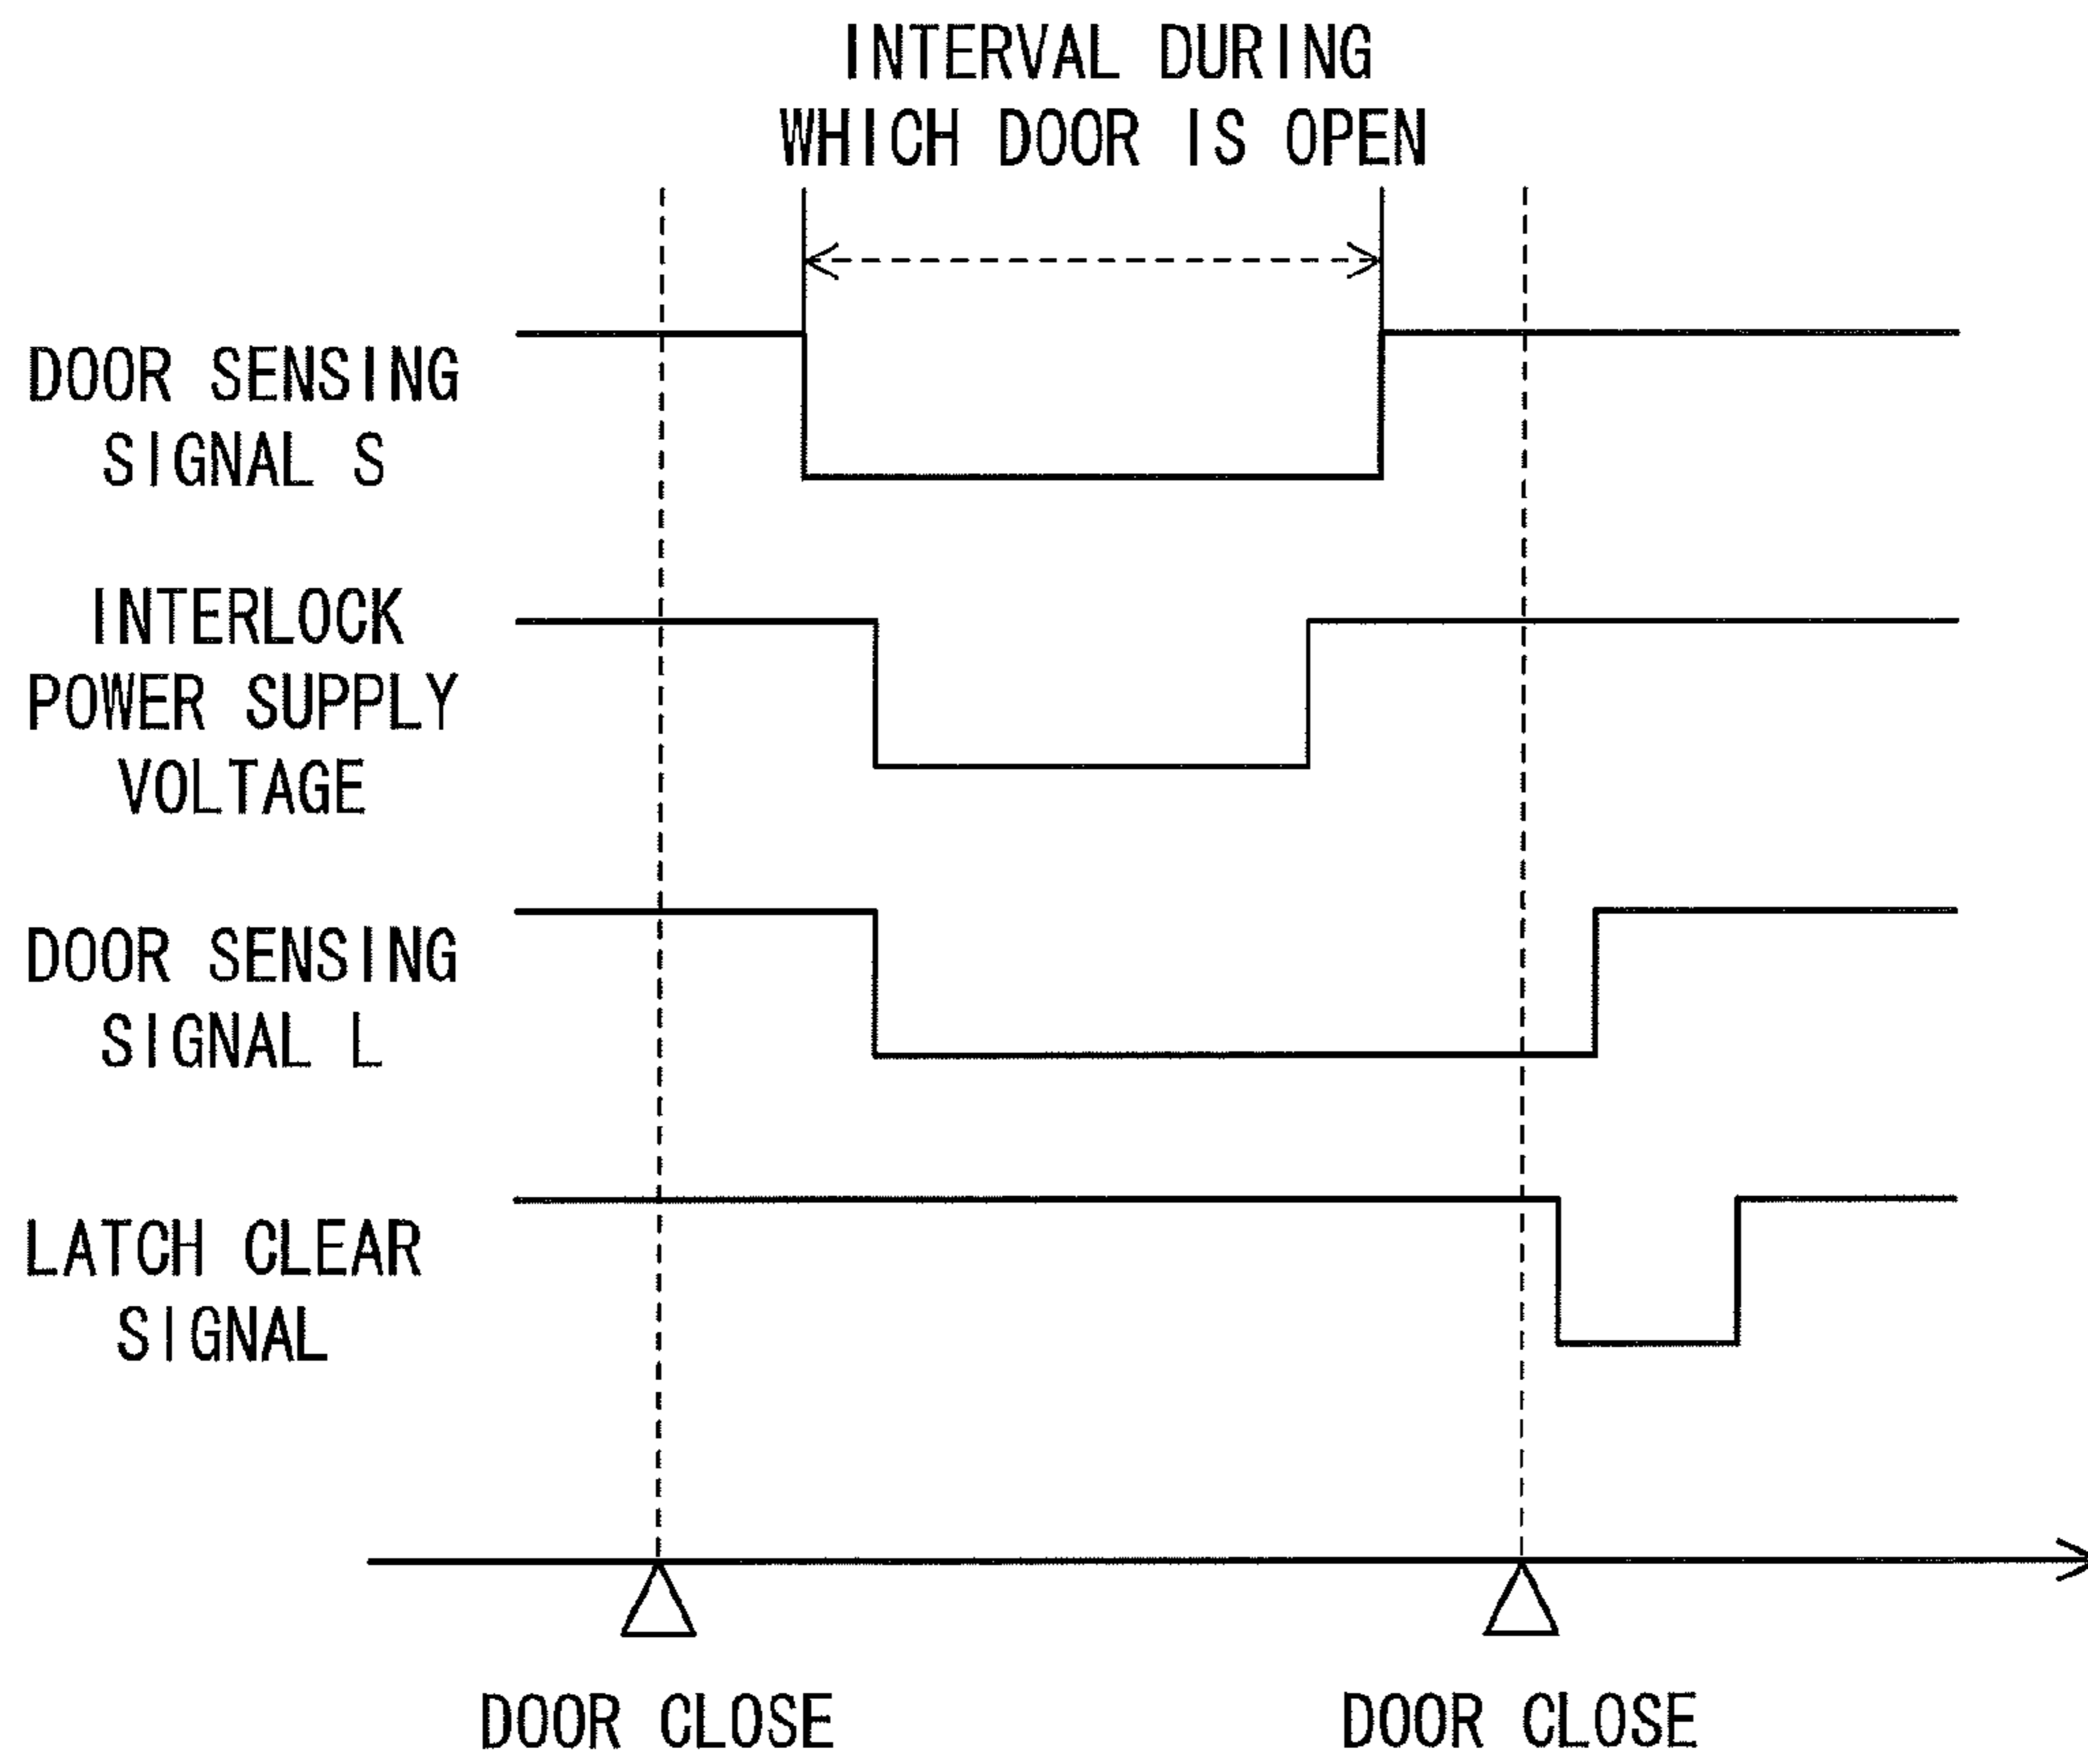 INTERVAL DURING
WHICH DOOR IS OPEN
DOOR SENSING
SIGNAL S
INTERLOCK
POWER SUPPLY
VOLTAGE
DOOR SENSING
SIGNAL L
LATCH CLEAR
SIGNAL
DOOR CLOSE
DOOR CLOSE